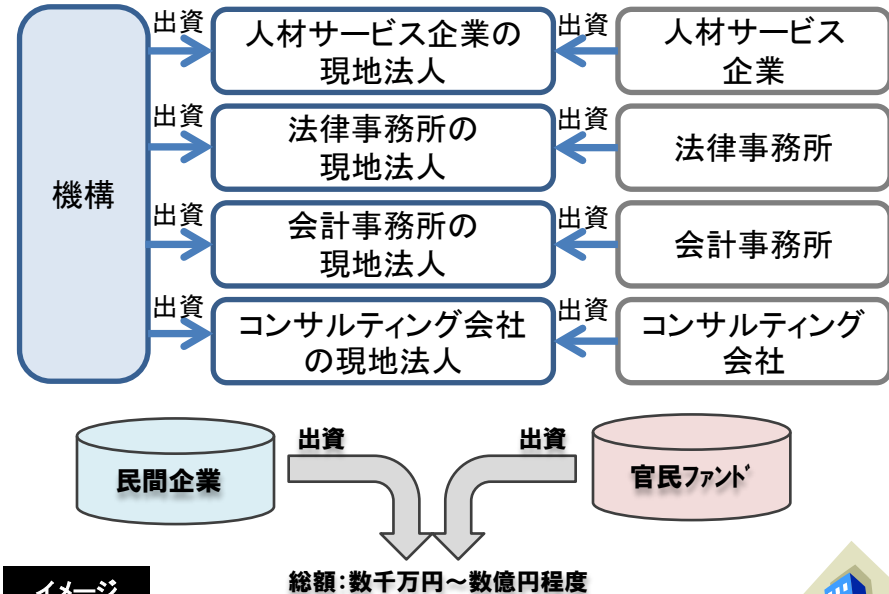 出資
人材サービス企業の
現地法人
出資
人材サービス
企業
出資
法律事務所の
現地法人
出資
法律事務所
機構
出資
会計事務所の
現地法人
出資
会計事務所
出資
コンサルティング会社
の現地法人
出資
コンサルティング
会社
民間企業
出資
出資
官民ファンド
総額：数千万円～数億円程度
イメージ